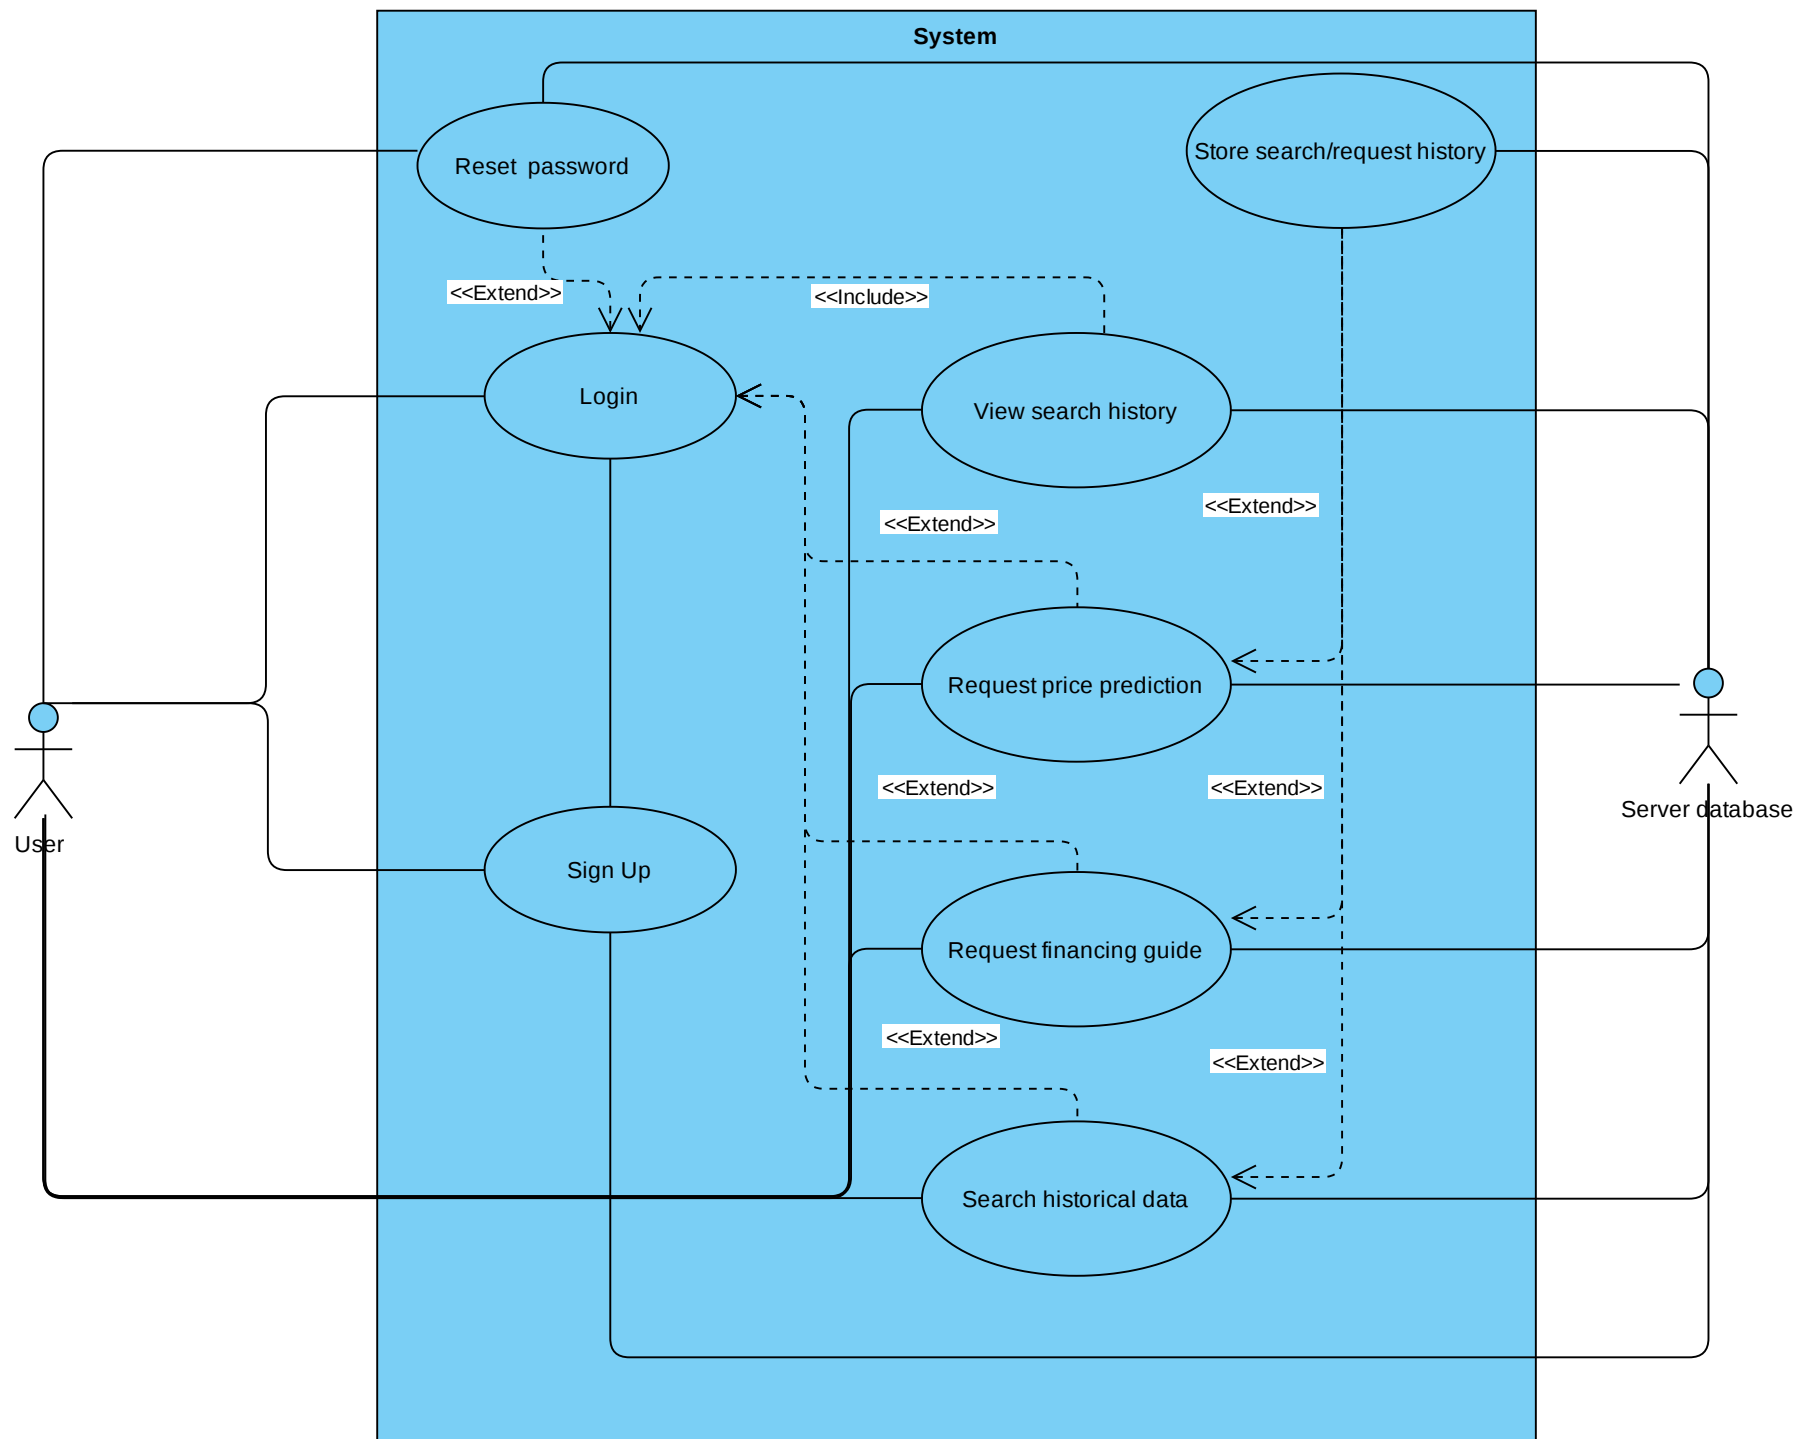 System
Reset  password
Store search/request history
<<Extend>>
<<Include>>
Login
View search history
<<Extend>>
<<Extend>>
Request price prediction
<<Extend>>
<<Extend>>
Server database
User
Sign Up
Request financing guide
<<Extend>>
<<Extend>>
Search historical data